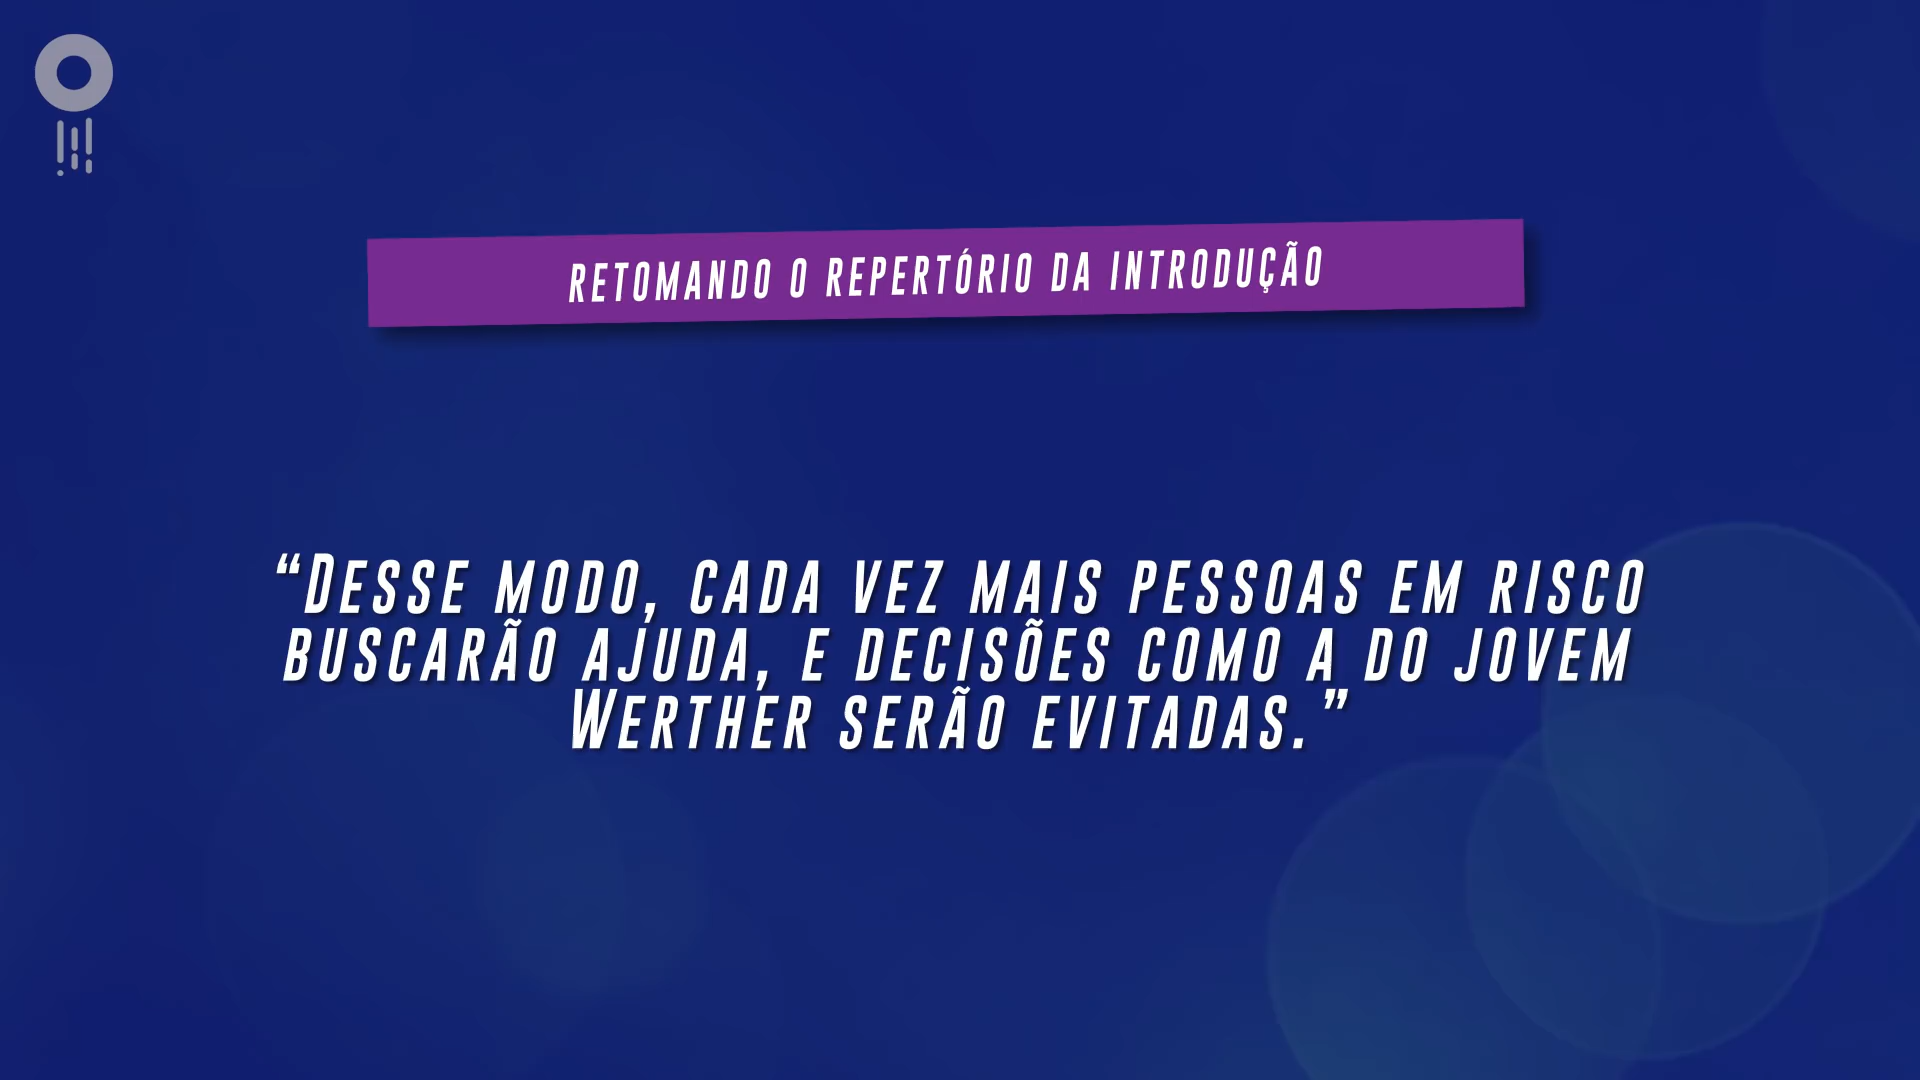 RETOMANDO O REPERTÓRIO DA INTRODUÇÃO
“DESSE MODO, CADA VEZ MAIS PESSOAS EM RISCO
BUSCARÃO AJUDA, E DECISÕES COMO A DO JOVEM
WERTHER SERÃO EVITADAS.”